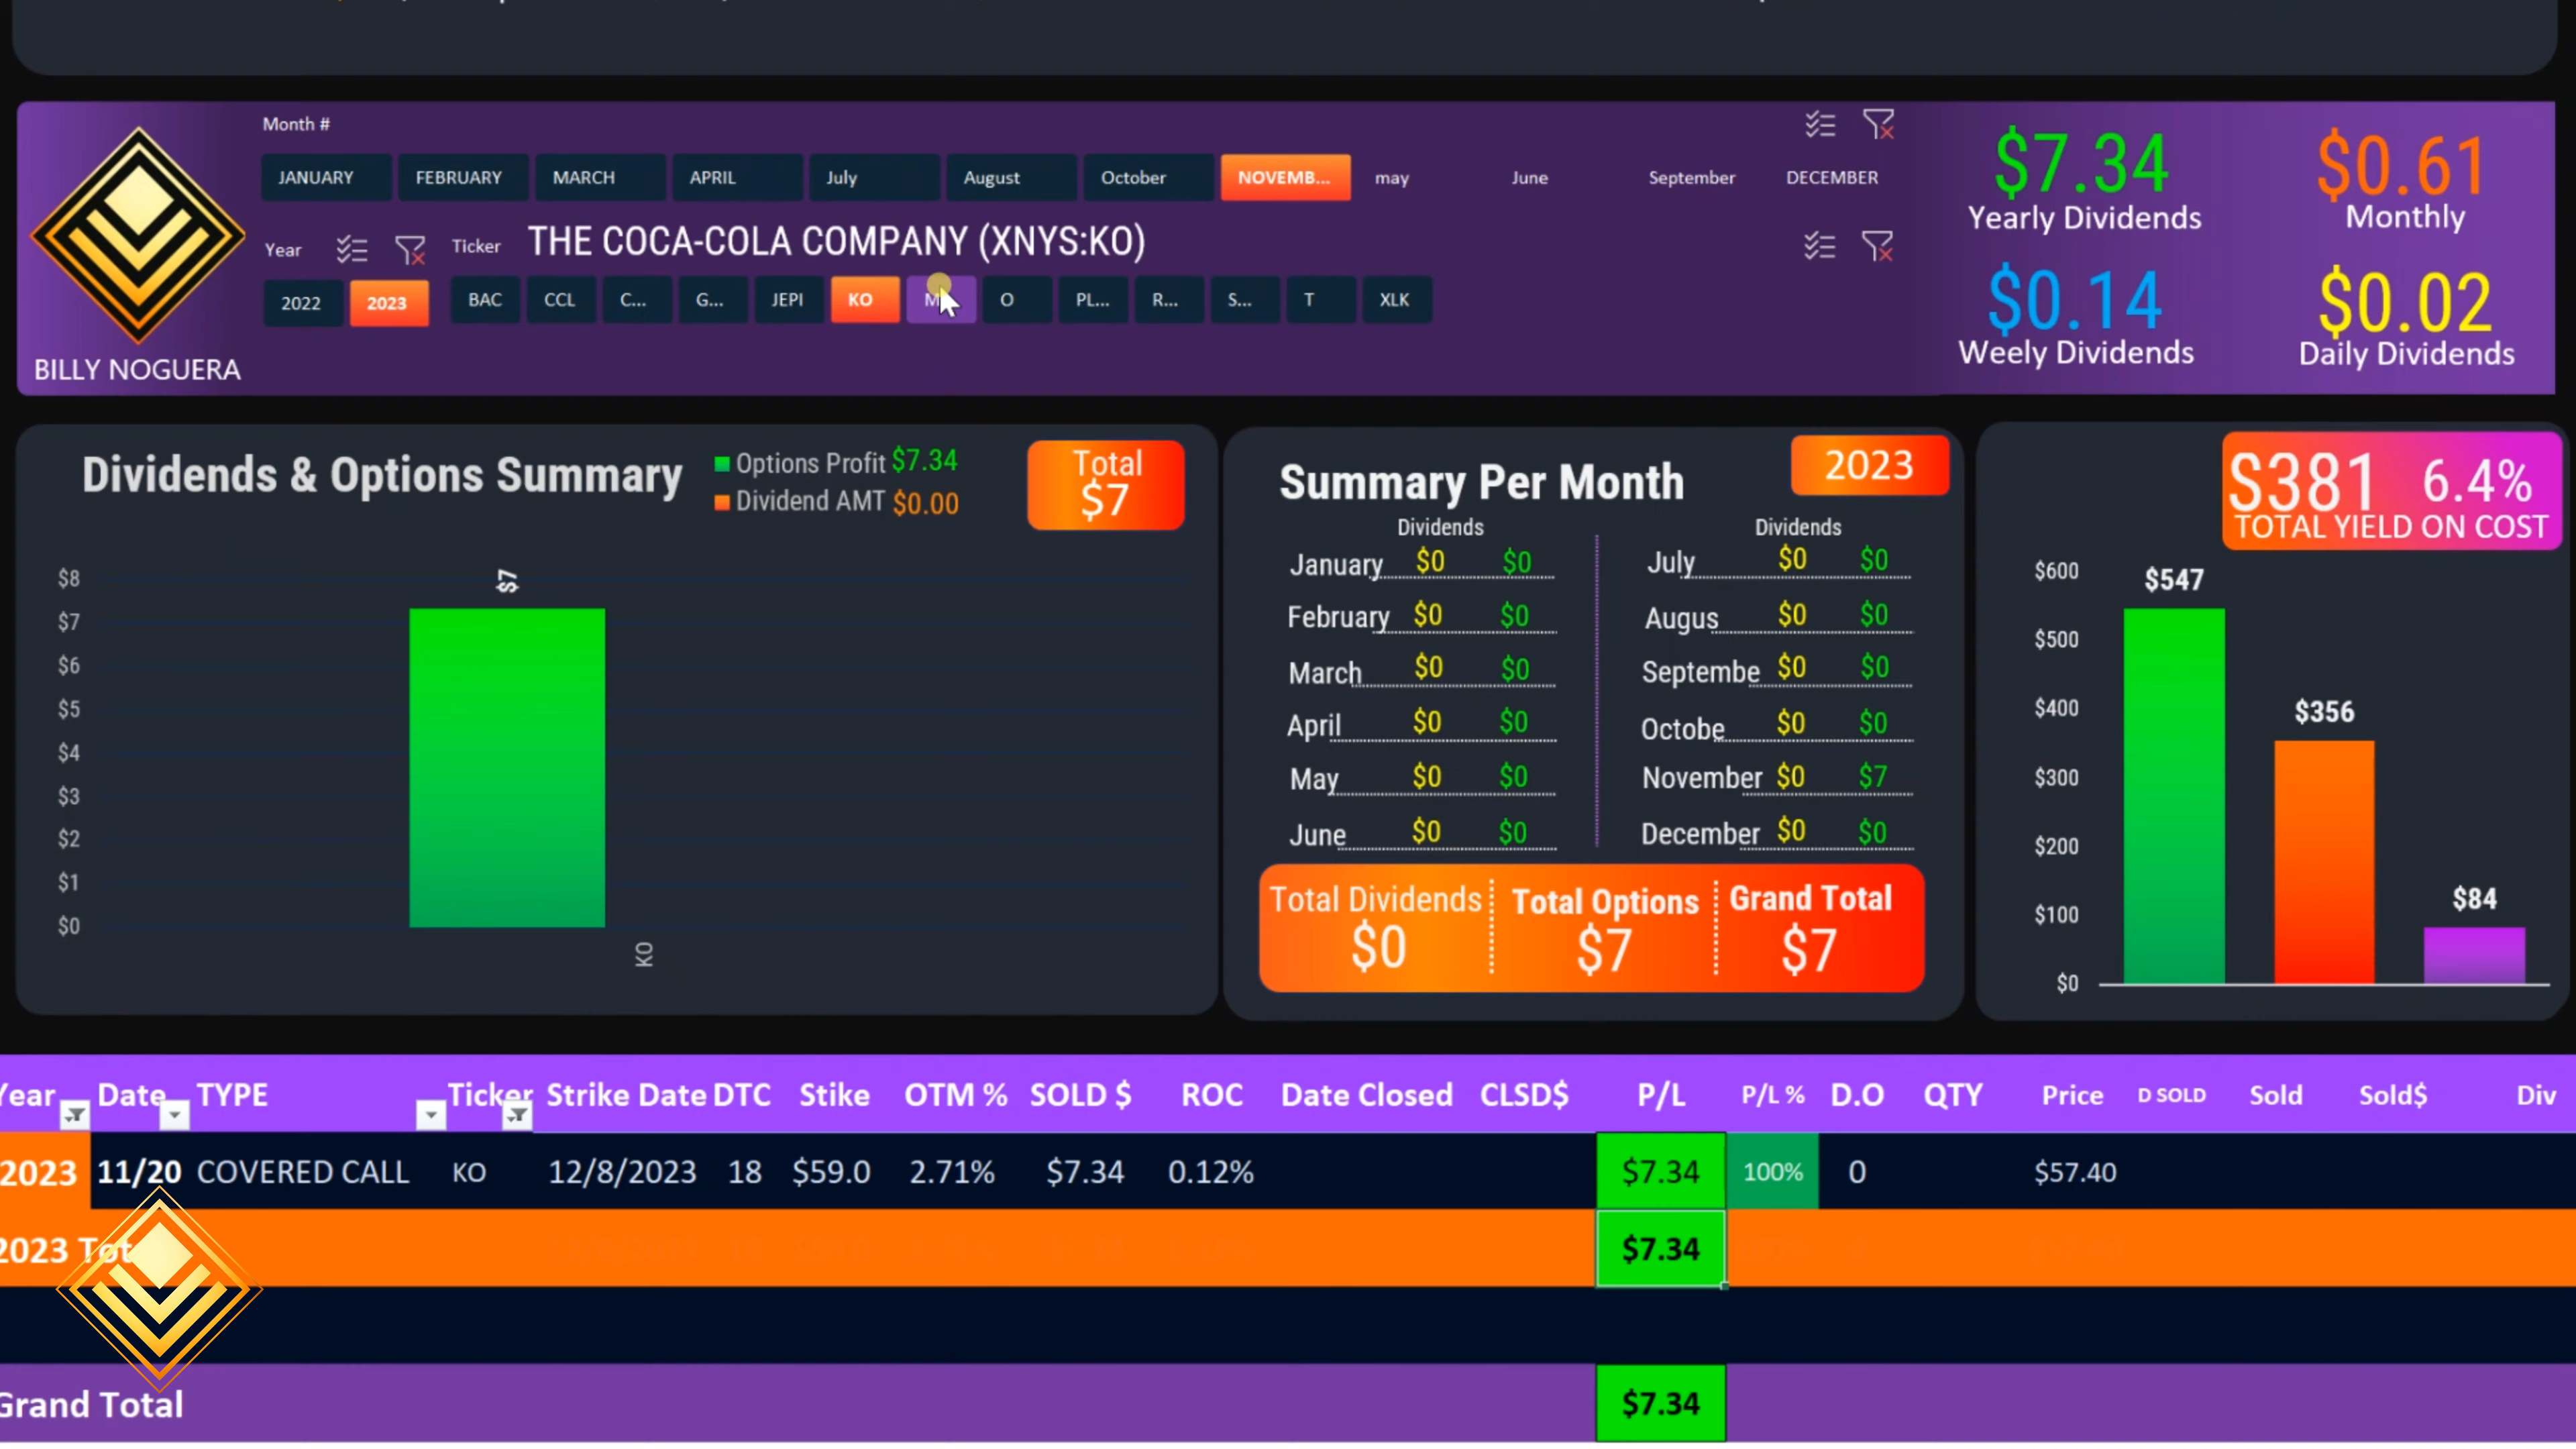 Month #
JANUARY FEBRUARY MARCH APRIL July August October NOVEMB... may June September DECEMBER
Year Ticker THE COCA-COLA COMPANY (XNYS:KO)
2022 2023 BAC CCL C... G... JEPI KO O PL... R... S... T XLK
BILLY NOGUERA
$7.34 $0.61
Yearly Dividends Monthly
$0.14 $0.02
Weely Dividends Daily Dividends
Dividends & Options Summary
Options Profit $7.34
Dividend AMT $0.00
Total
$7
$8
$7
$6
$5
$4
$3
$2
$1
$0
$7
KO
Summary Per Month 2023
Dividends Dividends
January $0 $0 July $0 $0
February $0 $0 Augus $0 $0
March $0 $0 Septembe $0 $0
April $0 $0 Octobe $0 $0
May $0 $0 November $0 $7
June $0 $0 December $0 $0
Total Dividends Total Options Grand Total
$0 $7 $7
$381 6.4%
TOTAL YIELD ON COST
$600
$500
$400
$300
$200
$100
$0
$547
$356
$84
Year Date TYPE Ticker Strike Date DTC Stike OTM % SOLD $ ROC Date Closed CLSD$ P/L P/L % D.O QTY Price D SOLD Sold Sold$ Div
2023 11/20 COVERED CALL KO 12/8/2023 18 $59.0 2.71% $7.34 0.12% $7.34 100% 0 $57.40
2023 Tot $7.34
Grand Total $7.34